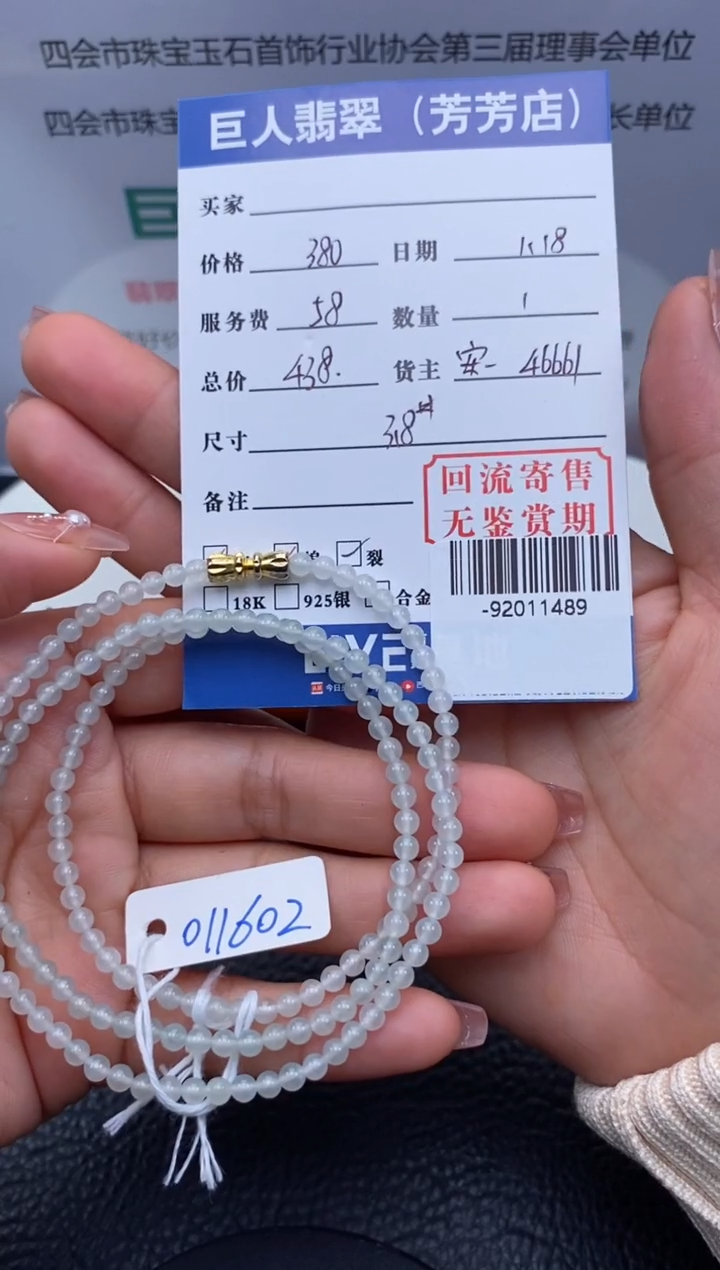 四会市珠宝玉石首饰行业协会第三届理事会单位
四会市珠宝
长单位
巨人翡翠（芳芳店）
买家
价格 380 日期 1.18
服务费 58 数量 1
总价 438. 货主 安- 46661
尺寸 3.8
备注
回流寄售
无鉴赏期
裂
18K 925银 合金
-92011489
011602